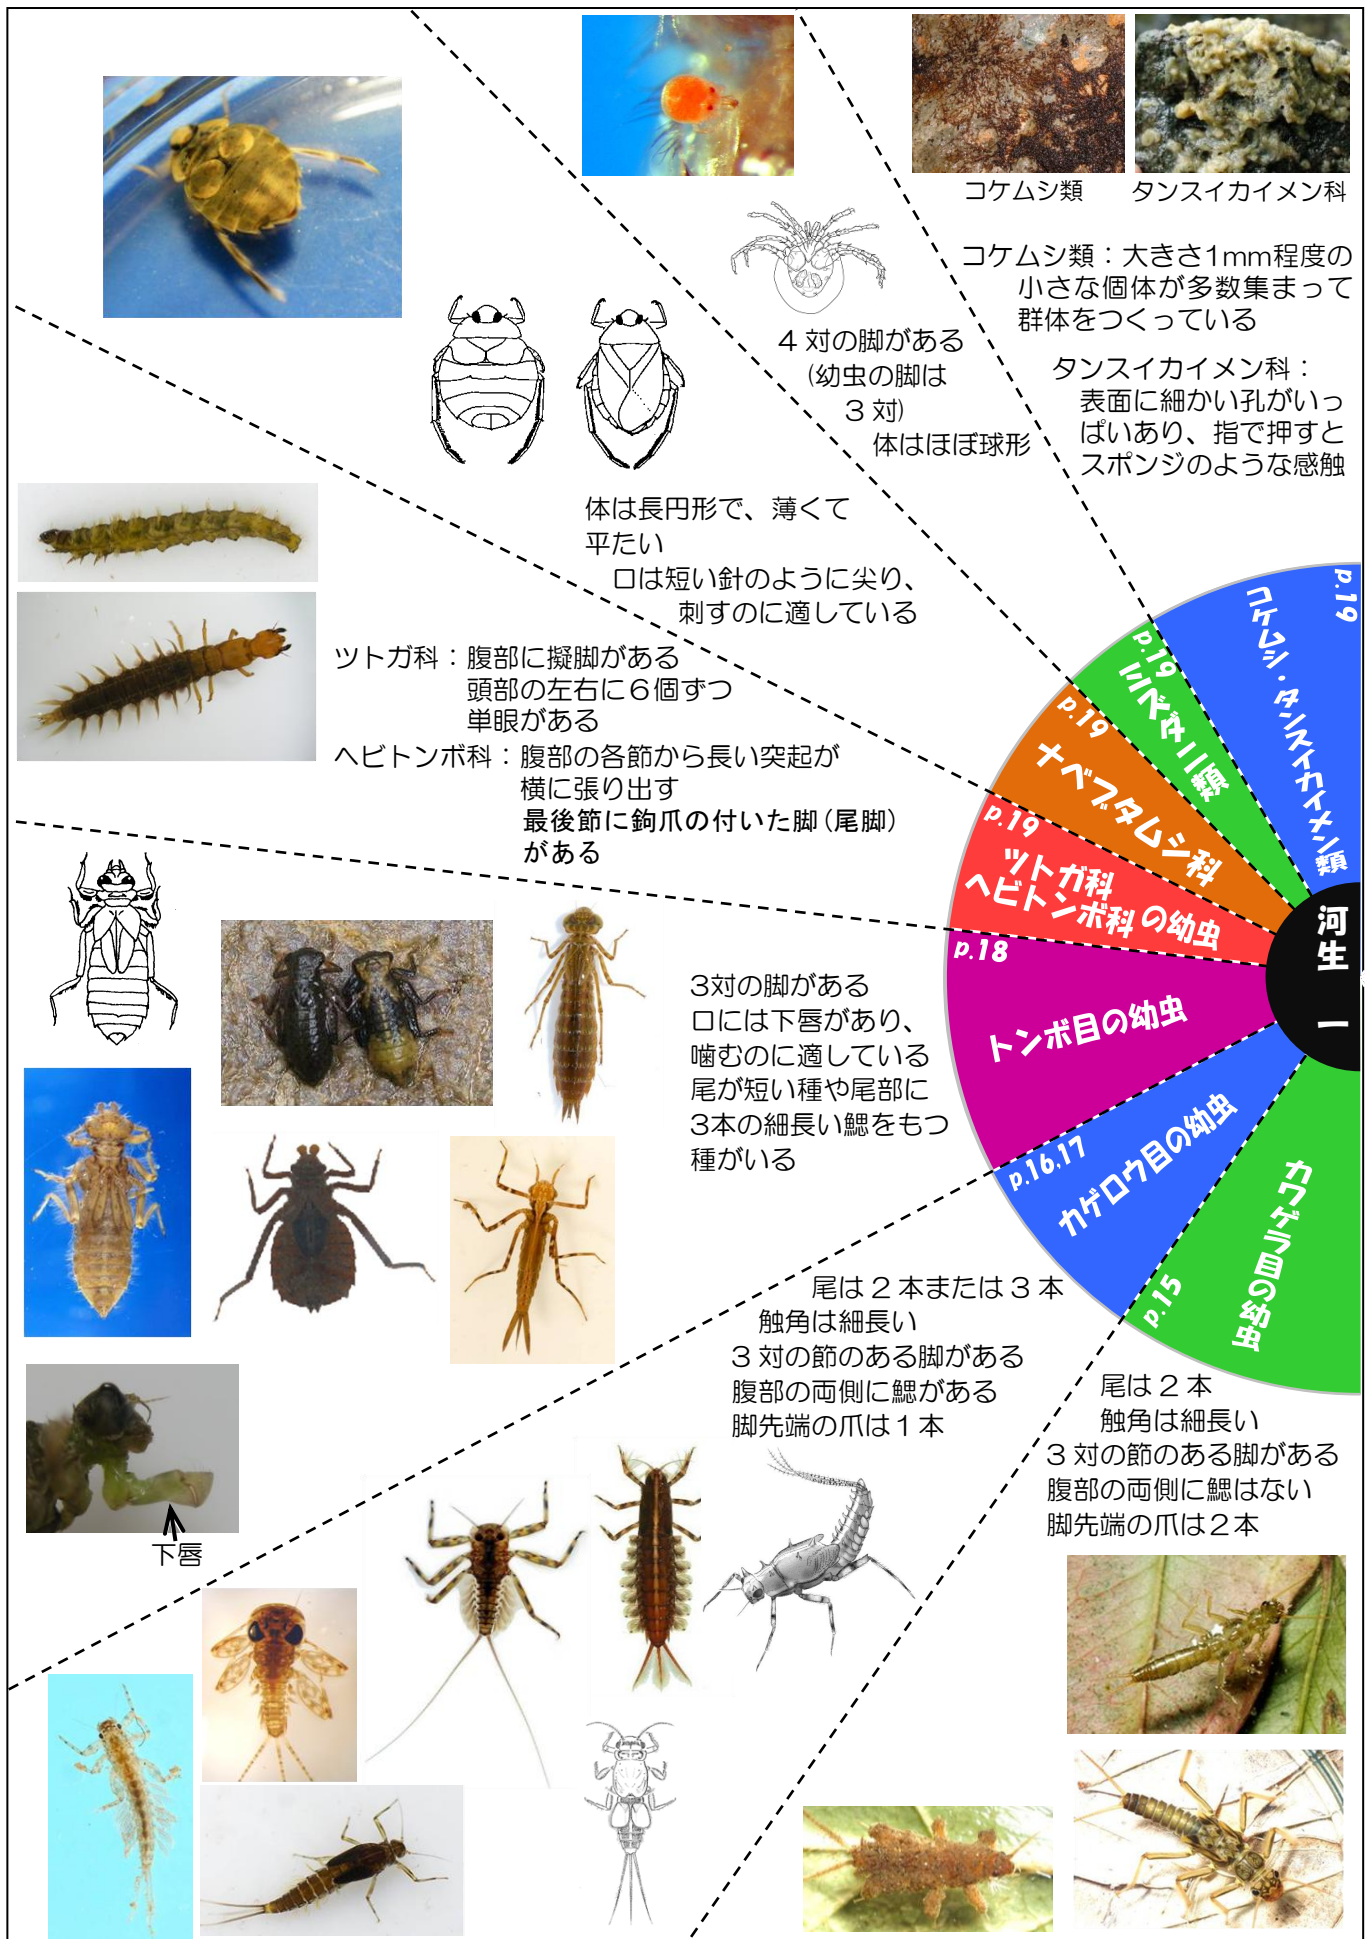 コケムシ類
タンスイカイメン科
コケムシ類：大きさ1mm程度の
小さな個体が多数集まって
群体をつくっている
タンスイカイメン科：
表面に細かい孔がいっ
ぱいあり、指で押すと
スポンジのような感触
4 対の脚がある
(幼虫の脚は
3 対)
体はほぼ球形
体は長円形で、薄くて
平たい
口は短い針のように尖り、
刺すのに適している
ツトガ科：腹部に擬脚がある
頭部の左右に6個ずつ
単眼がある
ヘビトンボ科：腹部の各節から長い突起が
横に張り出す
最後節に鉤爪の付いた脚(尾脚)
がある
3対の脚がある
口には下唇があり、
噛むのに適している
尾が短い種や尾部に
3本の細長い鰓をもつ
種がいる
下唇
尾は 2 本または 3 本
触角は細長い
3 対の節のある脚がある
腹部の両側に鰓がある
脚先端の爪は 1 本
尾は 2 本
触角は細長い
3 対の節のある脚がある
腹部の両側に鰓はない
脚先端の爪は 2 本
p.19
コケムシ・タンスイカイメン類
p.19
ミズダニ類
p.19
ナベブタムシ科
p.19
ツトガ科
ヘビトンボ科 の幼虫
p.18
トンボ目の幼虫
p.16,17
カゲロウ目の幼虫
p.15
カワゲラ目の幼虫
河
生
一